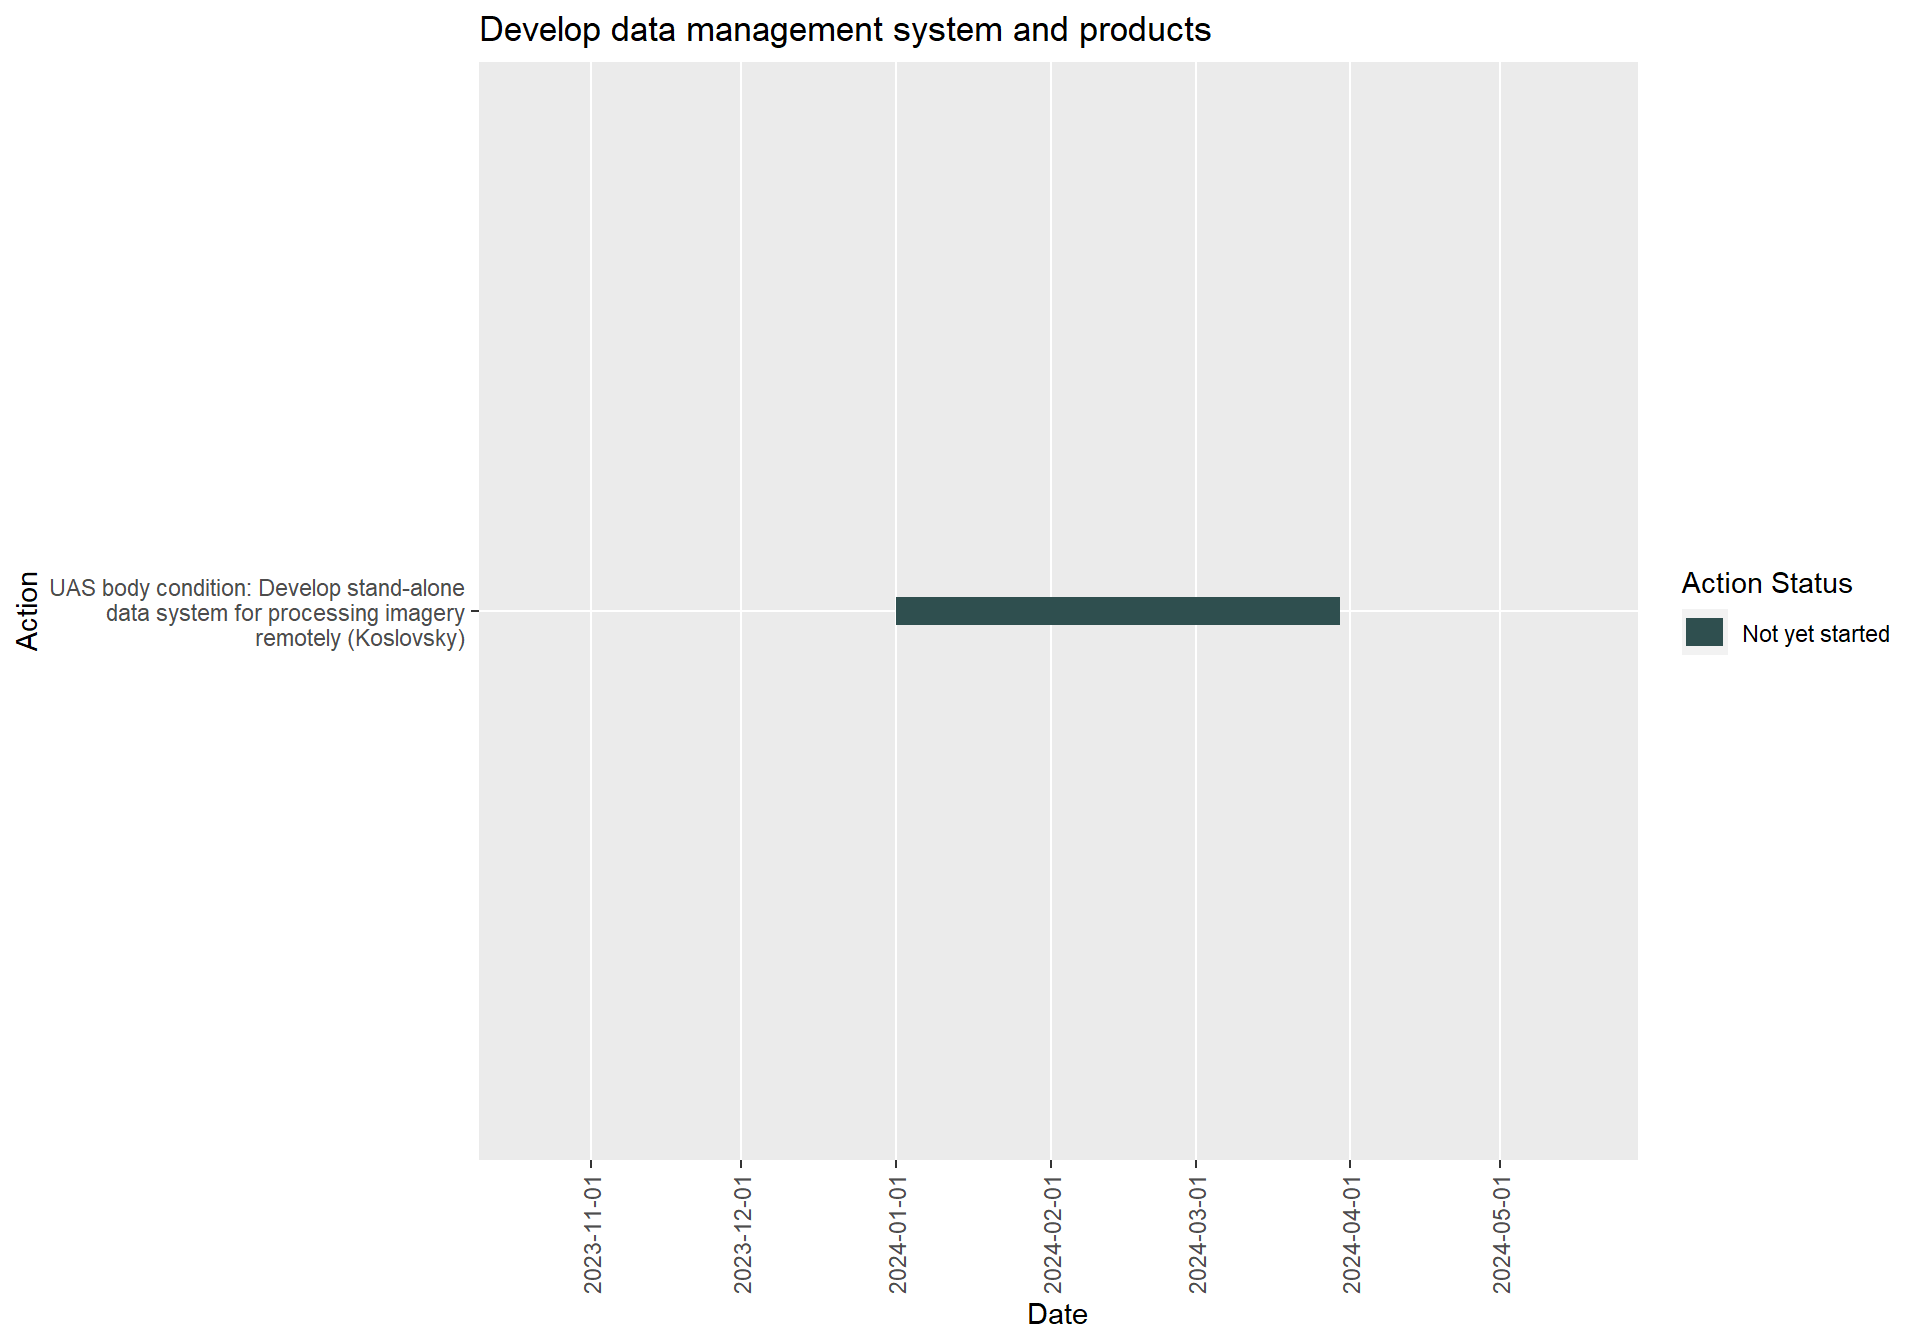 Develop data management system and products
Action
UAS body condition: Develop stand-alone
data system for processing imagery
remotely (Koslovsky)
Action Status
Not yet started
2023-11-01
2023-12-01
2024-01-01
2024-02-01
2024-03-01
2024-04-01
2024-05-01
Date